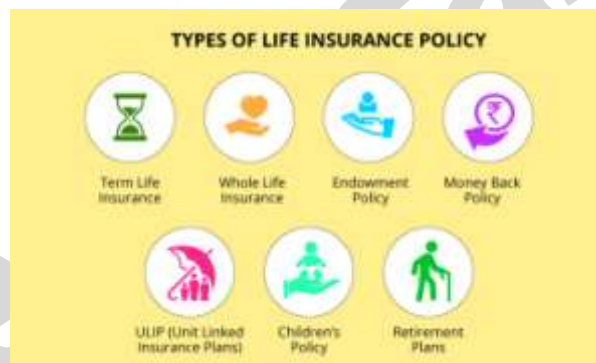 TYPES OF LIFE INSURANCE POLICY
Term Life
Insurance
Whole Life
Insurance
Endowment
Policy
Money Back
Policy
ULIP (Unit Linked
Insurance Plans)
Children's
Policy
Retirement
Plans